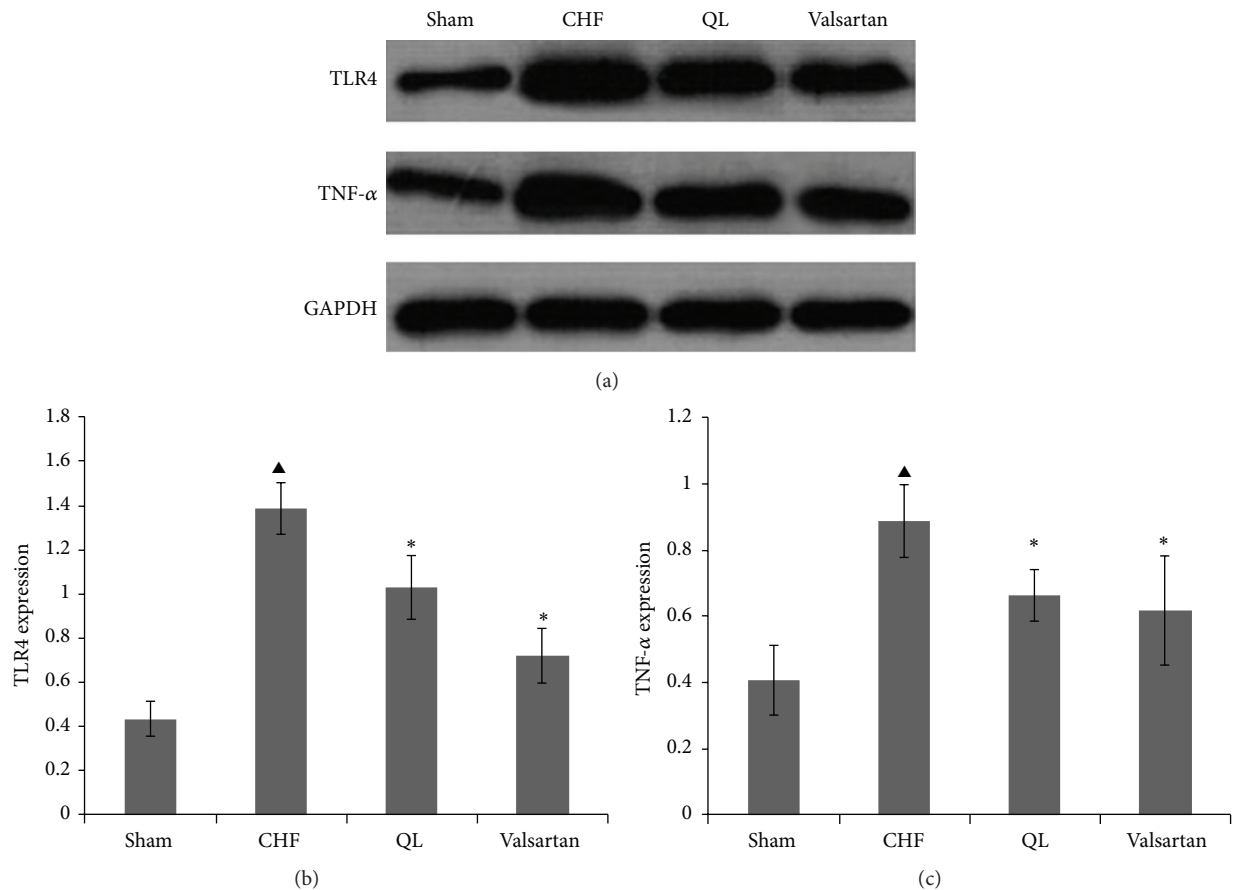 Sham CHF QL Valsartan
TLR4
TNF-α
GAPDH
(a)
1.8
1.6
1.4
1.2
1
0.8
0.6
0.4
0.2
0
TLR4 expression
▲
*
*
Sham CHF QL Valsartan
(b)
1.2
1
0.8
0.6
0.4
0.2
0
TNF-α expression
▲
*
*
Sham CHF QL Valsartan
(c)